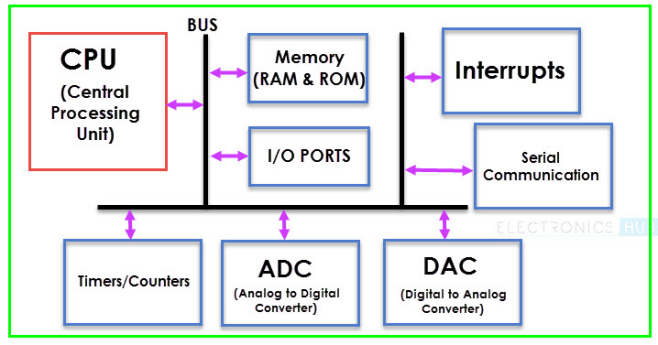 BUS
CPU
(Central
Processing
Unit)
Memory
(RAM & ROM)
I/O PORTS
Interrupts
Serial
Communication
ELECTRONICS HUB
Timers/Counters
ADC
(Analog to Digital
Converter)
DAC
(Digital to Analog
Converter)